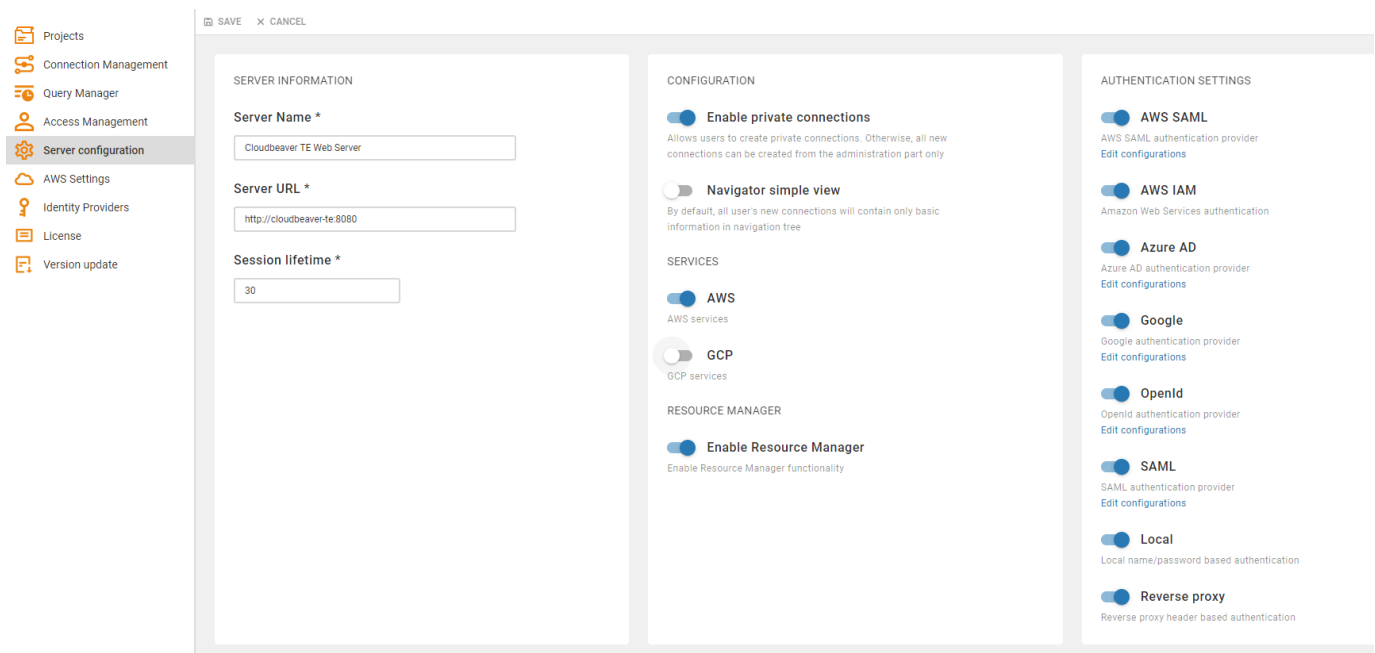 SAVE
CANCEL
Projects
Connection Management
Query Manager
Access Management
Server configuration
AWS Settings
Identity Providers
License
Version update
SERVER INFORMATION
Server Name *
Cloudbeaver TE Web Server
Server URL *
http://cloudbeaver-te:8080
Session lifetime *
30
CONFIGURATION
Enable private connections
Allows users to create private connections. Otherwise, all new
connections can be created from the administration part only
Navigator simple view
By default, all user's new connections will contain only basic
information in navigation tree
SERVICES
AWS
AWS services
GCP
GCP services
RESOURCE MANAGER
Enable Resource Manager
Enable Resource Manager functionality
AUTHENTICATION SETTINGS
AWS SAML
AWS SAML authentication provider
Edit configurations
AWS IAM
Amazon Web Services authentication
Azure AD
Azure AD authentication provider
Edit configurations
Google
Google authentication provider
Edit configurations
OpenId
OpenId authentication provider
Edit configurations
SAML
SAML authentication provider
Edit configurations
Local
Local name/password based authentication
Reverse proxy
Reverse proxy header based authentication